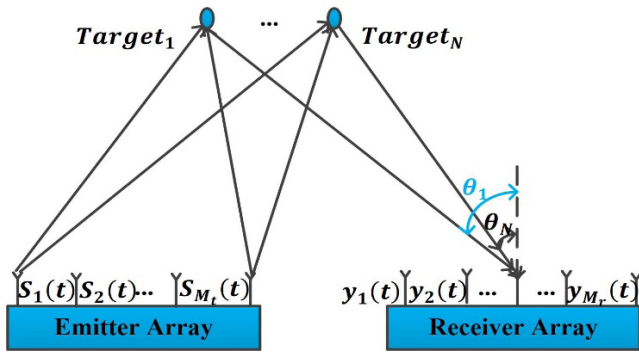 Target₁ ... Target_N
θ₁
θ_N
S₁(t) S₂(t)... S_{M_t}(t) y₁(t) y₂(t) ... ... y_{M_r}(t)
Emitter Array Receiver Array